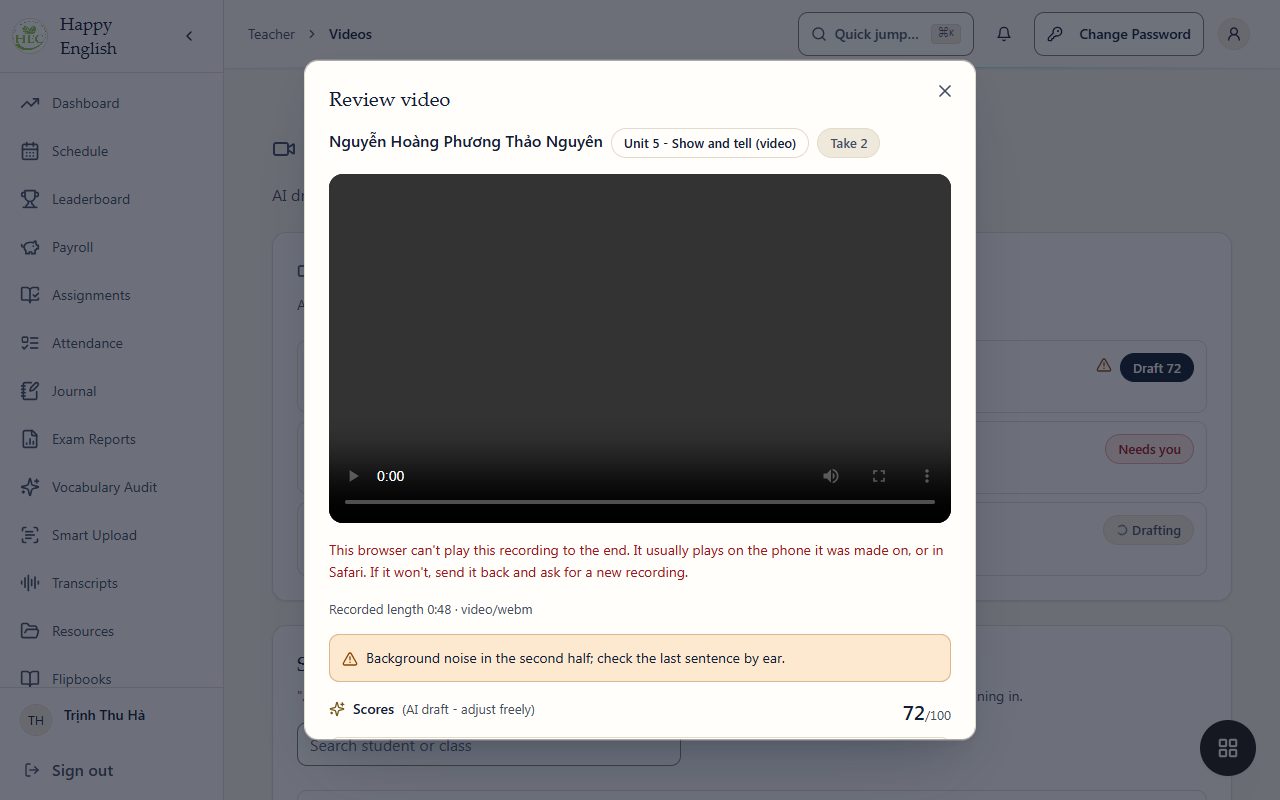 Happy
English
HEC
Teacher > Videos
Quick jump... ⌘K
Change Password
Dashboard
Schedule
Leaderboard
Payroll
Assignments
Attendance
Journal
Exam Reports
Vocabulary Audit
Smart Upload
Transcripts
Resources
Flipbooks
TH Trịnh Thu Hà
Sign out
AI dr
Draft 72
Needs you
Drafting
ning in.
Search student or class
Review video
Nguyễn Hoàng Phương Thảo Nguyên Unit 5 - Show and tell (video) Take 2
0:00
This browser can't play this recording to the end. It usually plays on the phone it was made on, or in
Safari. If it won't, send it back and ask for a new recording.
Recorded length 0:48 · video/webm
Background noise in the second half; check the last sentence by ear.
Scores (AI draft - adjust freely) 72/100